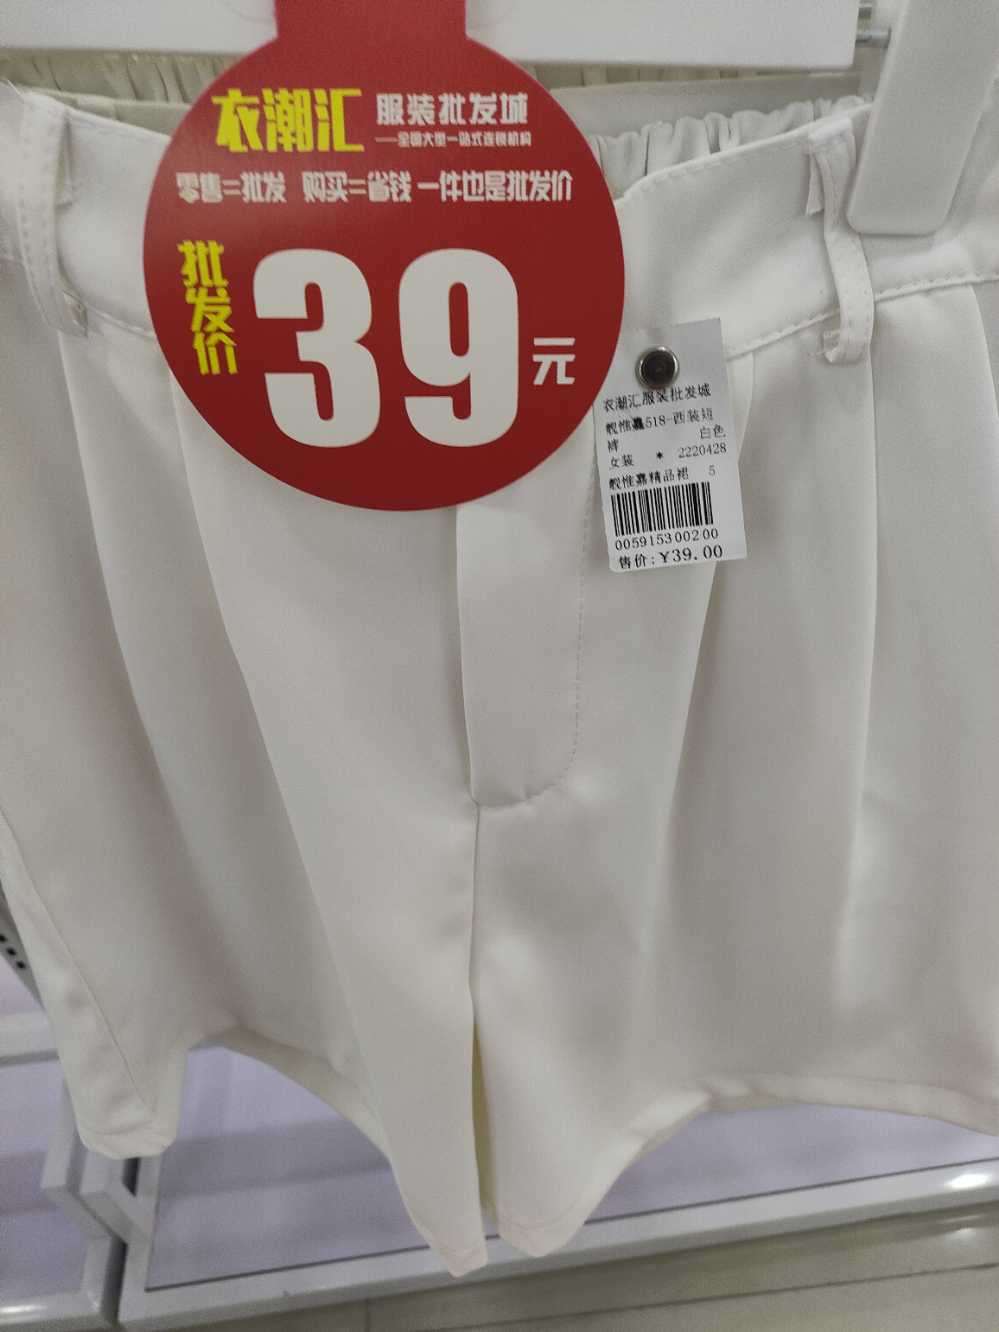 衣潮汇 服装批发城
——全国大型一站式连锁机构
零售=批发 购买=省钱 一件也是批发价
批发价
39元
衣潮汇服装批发城
靓惟嘉518-西装短
裤 白色
女装 * 2220428
靓惟嘉精品裙 5
005915300200
售价:¥39.00